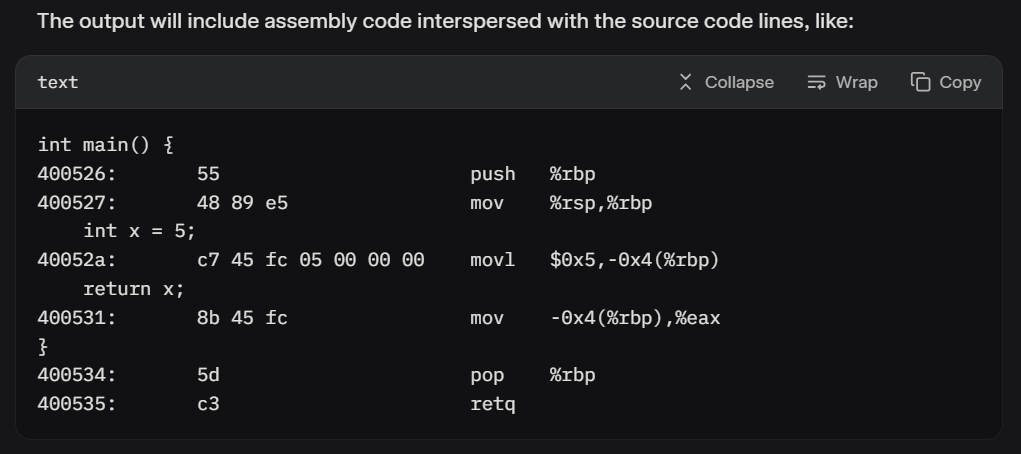 The output will include assembly code interspersed with the source code lines, like:
text Collapse Wrap Copy
int main() {
400526:       55                      push   %rbp
400527:       48 89 e5                mov    %rsp,%rbp
    int x = 5;
40052a:       c7 45 fc 05 00 00 00    movl   $0x5,-0x4(%rbp)
    return x;
400531:       8b 45 fc                mov    -0x4(%rbp),%eax
}
400534:       5d                      pop    %rbp
400535:       c3                      retq